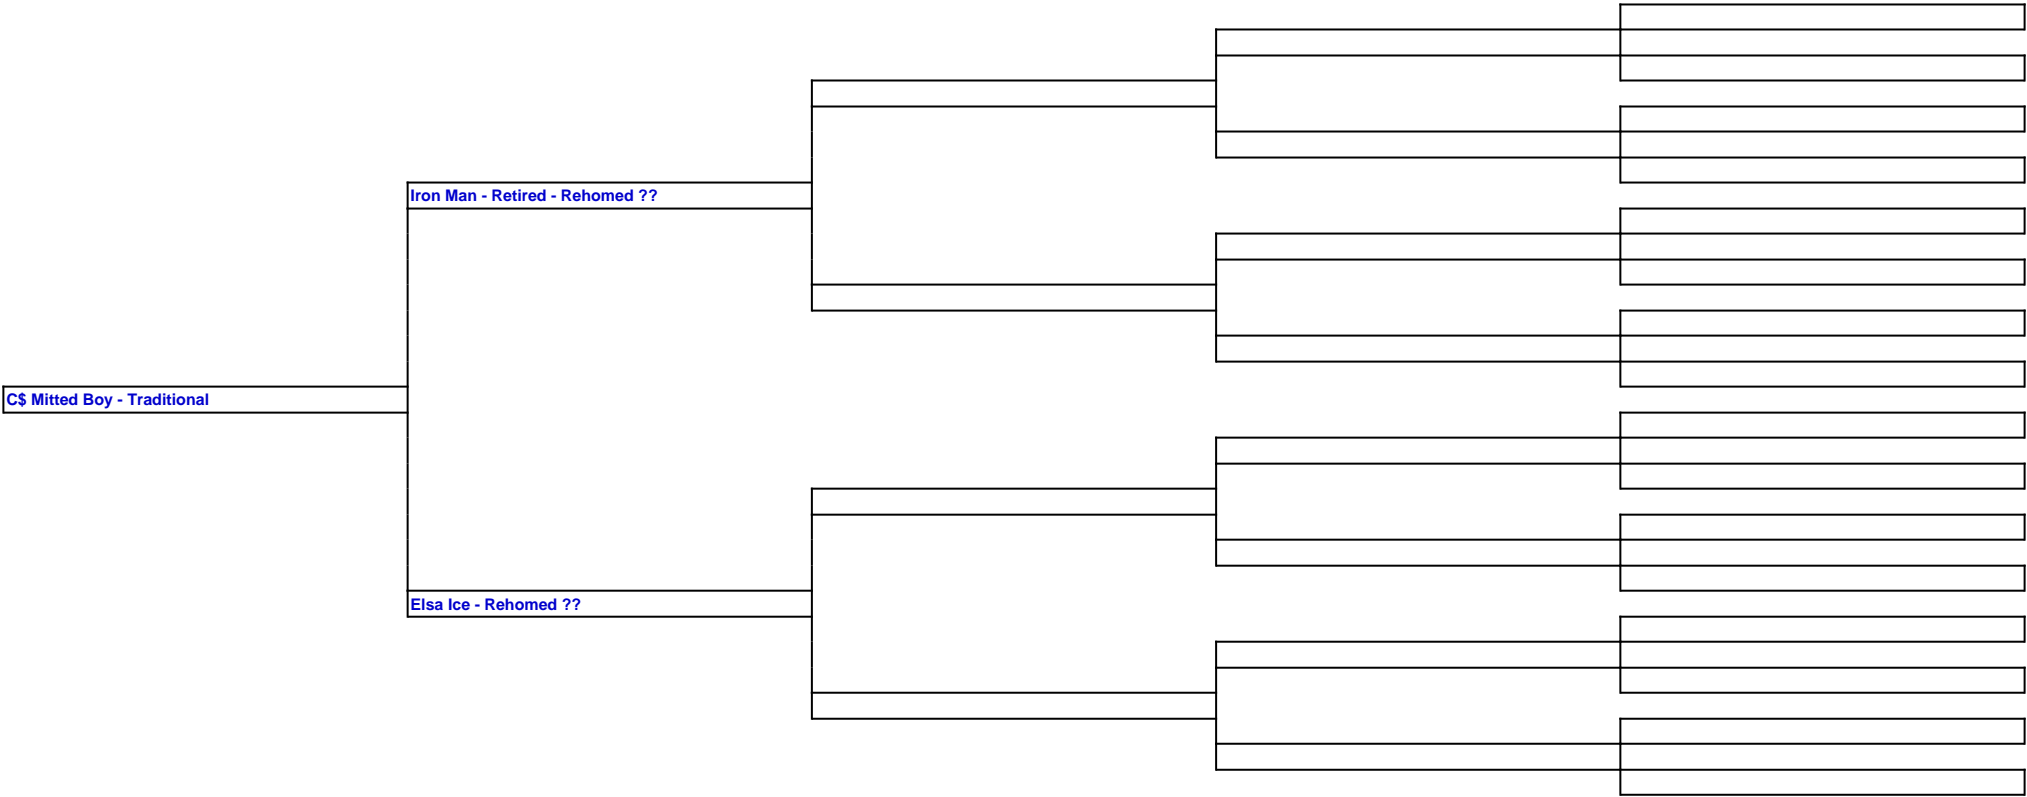 Iron Man - Retired - Rehomed ??
C$ Mitted Boy - Traditional
Elsa Ice - Rehomed ??